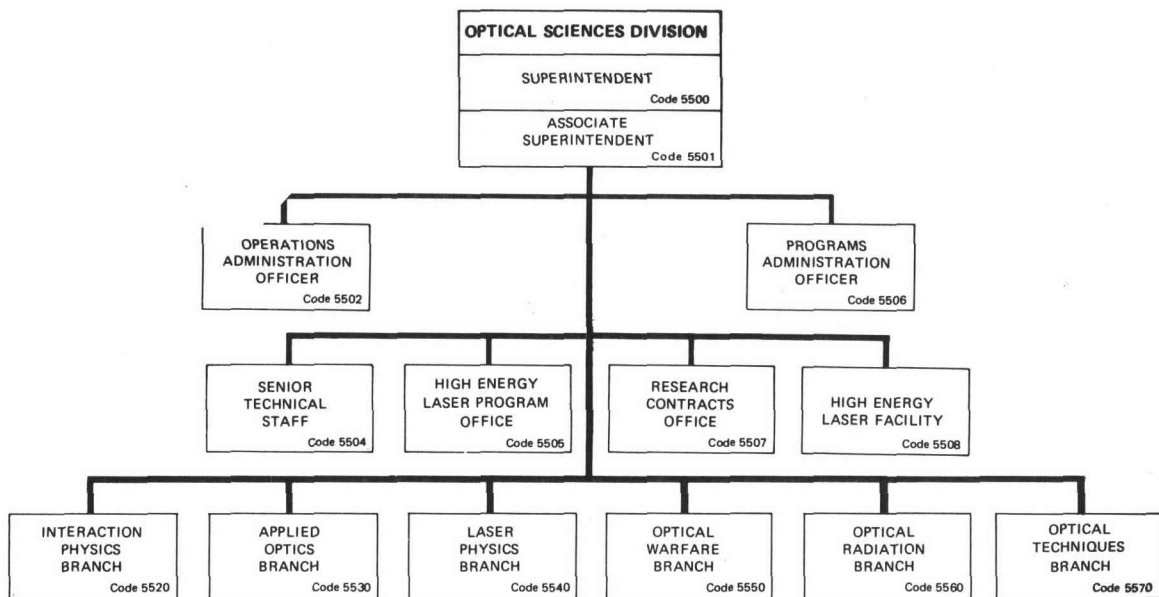 OPTICAL SCIENCES DIVISION
SUPERINTENDENT
Code 5500
ASSOCIATE
SUPERINTENDENT
Code 5501
OPERATIONS
ADMINISTRATION
OFFICER
Code 5502
PROGRAMS
ADMINISTRATION
OFFICER
Code 5506
SENIOR
TECHNICAL
STAFF
Code 5504
HIGH ENERGY
LASER PROGRAM
OFFICE
Code 5505
RESEARCH
CONTRACTS
OFFICE
Code 5507
HIGH ENERGY
LASER FACILITY
Code 5508
INTERACTION
PHYSICS
BRANCH
Code 5520
APPLIED
OPTICS
BRANCH
Code 5530
LASER
PHYSICS
BRANCH
Code 5540
OPTICAL
WARFARE
BRANCH
Code 5550
OPTICAL
RADIATION
BRANCH
Code 5560
OPTICAL
TECHNIQUES
BRANCH
Code 5570